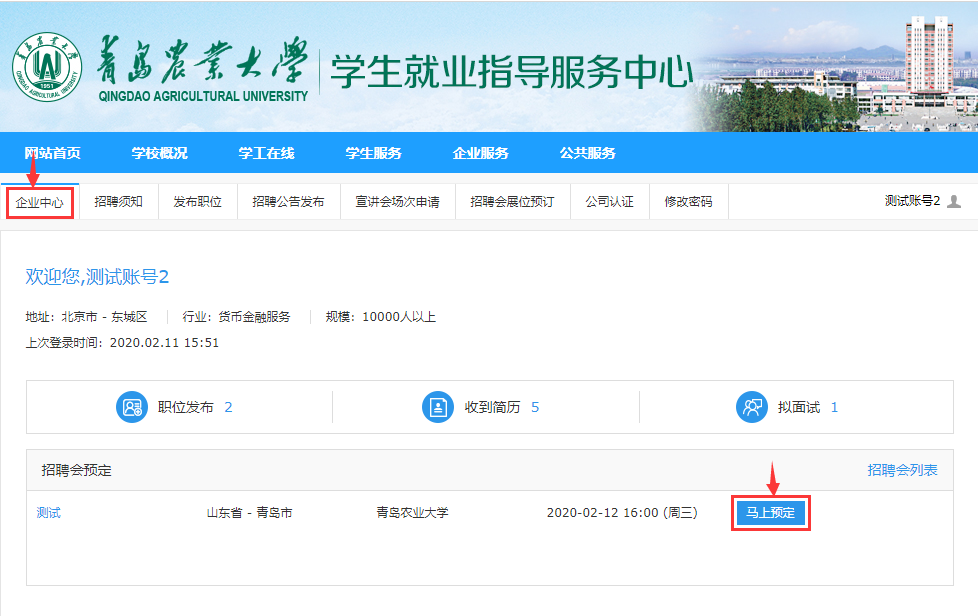 青岛农业大学
QINGDAO AGRICULTURAL UNIVERSITY
1951
学生就业指导服务中心
网站首页 学校概况 学工在线 学生服务 企业服务 公共服务
企业中心 招聘须知 发布职位 招聘公告发布 宣讲会场次申请 招聘会展位预订 公司认证 修改密码 测试账号2
欢迎您,测试账号2
地址：北京市 - 东城区 行业：货币金融服务 规模：10000人以上
上次登录时间：2020.02.11 15:51
职位发布 2 收到简历 5 拟面试 1
招聘会预定 招聘会列表
测试 山东省 - 青岛市 青岛农业大学 2020-02-12 16:00 (周三) 马上预定